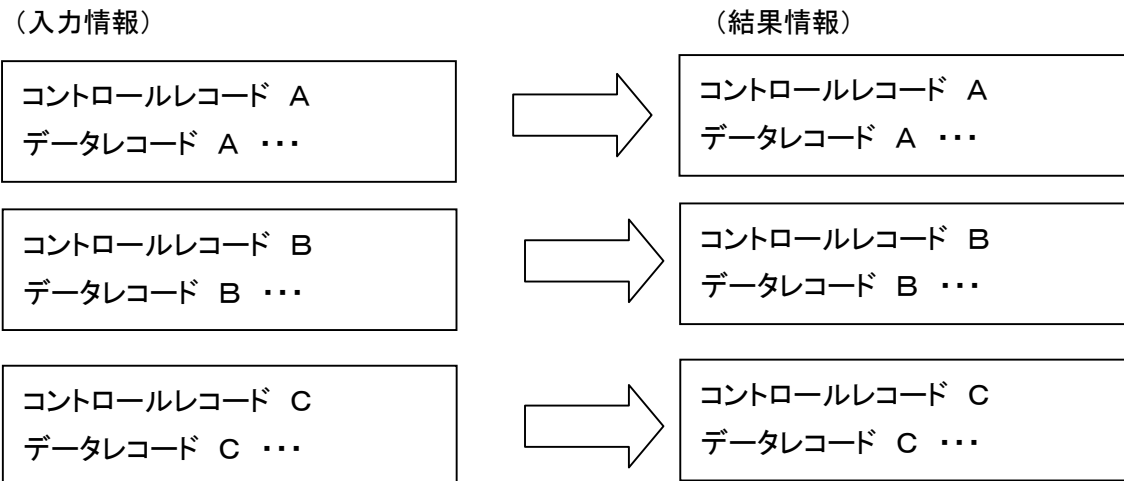 （入力情報）
（結果情報）
コントロールレコード　Ａ
データレコード　Ａ　・・・
コントロールレコード　Ａ
データレコード　Ａ　・・・
コントロールレコード　Ｂ
データレコード　Ｂ　・・・
コントロールレコード　Ｂ
データレコード　Ｂ　・・・
コントロールレコード　Ｃ
データレコード　Ｃ　・・・
コントロールレコード　Ｃ
データレコード　Ｃ　・・・